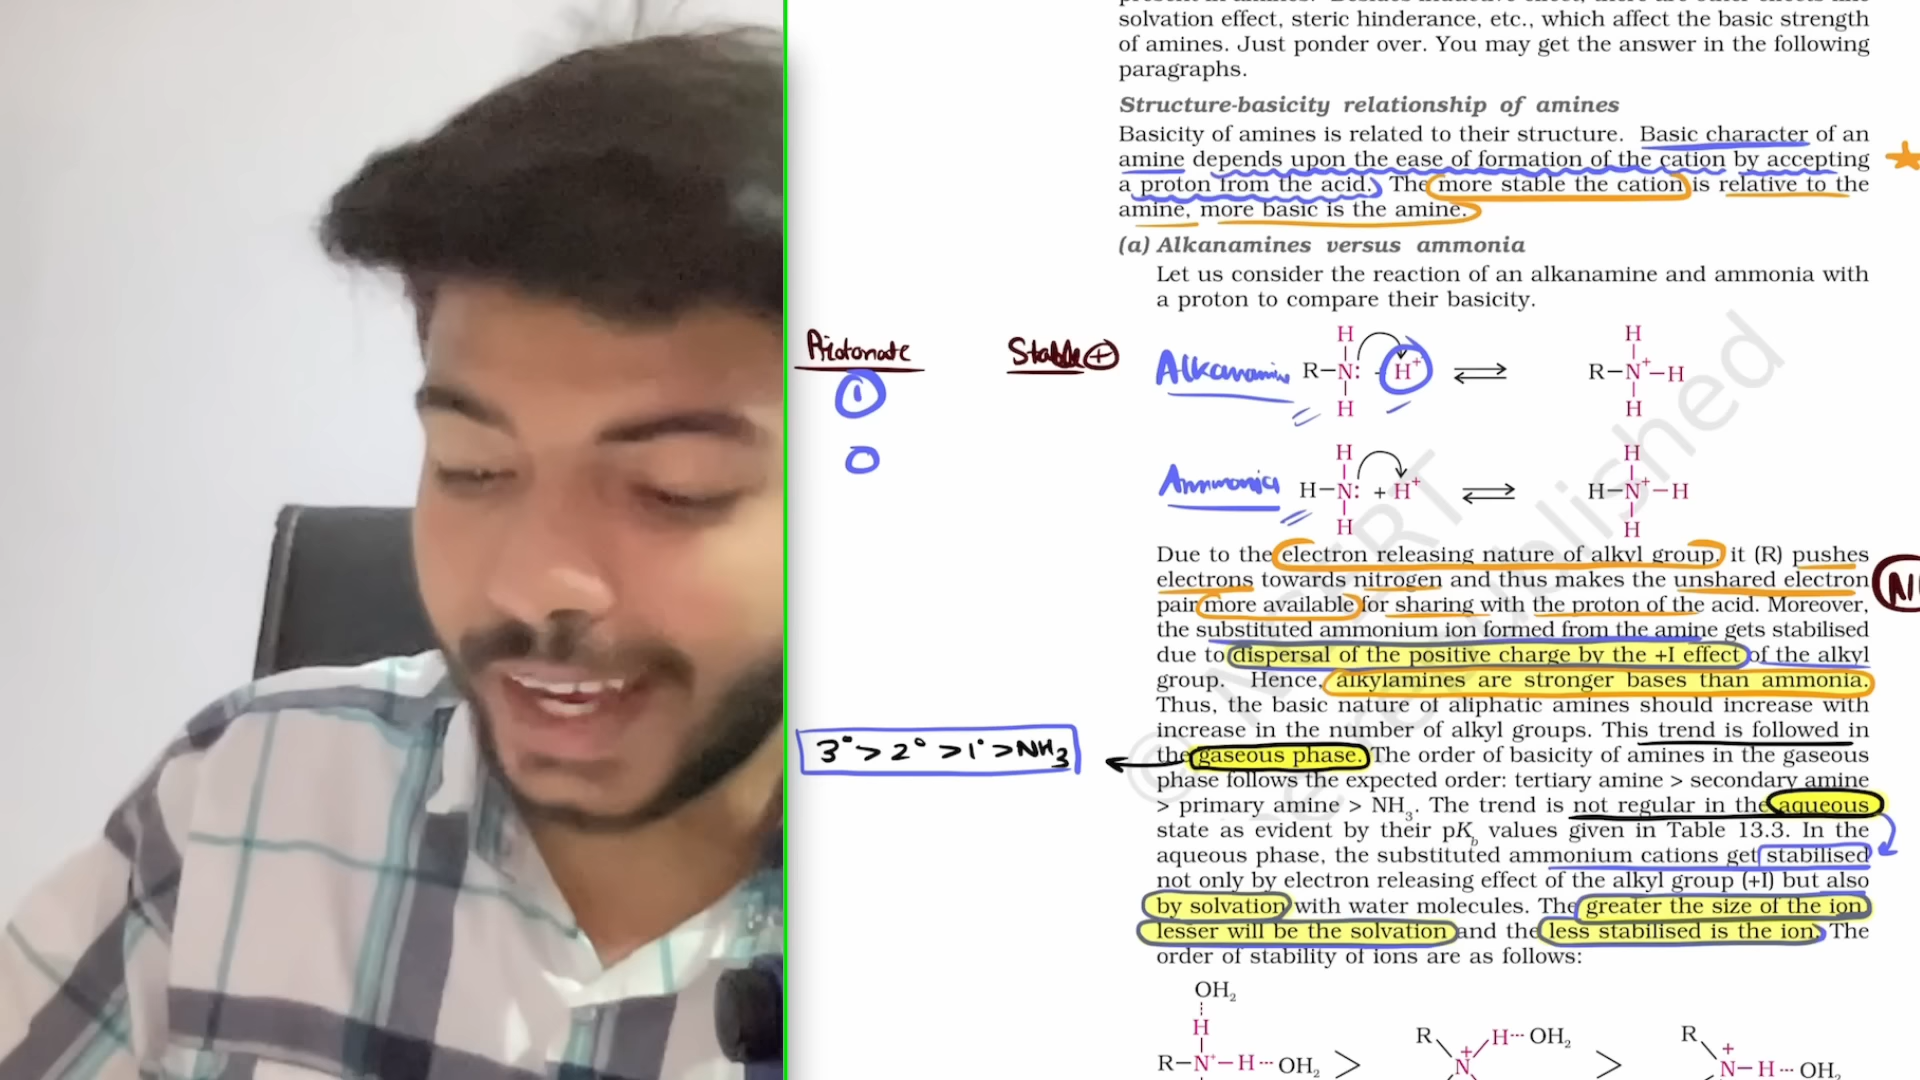 solvation effect, steric hinderance, etc., which affect the basic strength
of amines. Just ponder over. You may get the answer in the following
paragraphs.
Structure-basicity relationship of amines
Basicity of amines is related to their structure. Basic character of an
amine depends upon the ease of formation of the cation by accepting
a proton from the acid. The more stable the cation is relative to the
amine, more basic is the amine.
(a) Alkanamines versus ammonia
Let us consider the reaction of an alkanamine and ammonia with
a proton to compare their basicity.
Protonate
Stable ⊕
1
0
Alkanamine
H
R–N: H⁺ ⇌
H
H
R–N⁺–H
H
Ammonia
H
H–N: + H⁺ ⇌
H
H
H–N⁺–H
H
Due to the electron releasing nature of alkyl group, it (R) pushes
electrons towards nitrogen and thus makes the unshared electron
pair more available for sharing with the proton of the acid. Moreover,
the substituted ammonium ion formed from the amine gets stabilised
due to dispersal of the positive charge by the +I effect of the alkyl
group. Hence, alkylamines are stronger bases than ammonia.
Thus, the basic nature of aliphatic amines should increase with
increase in the number of alkyl groups. This trend is followed in
the gaseous phase. The order of basicity of amines in the gaseous
phase follows the expected order: tertiary amine > secondary amine
> primary amine > NH₃. The trend is not regular in the aqueous
state as evident by their pK_b values given in Table 13.3. In the
aqueous phase, the substituted ammonium cations get stabilised
not only by electron releasing effect of the alkyl group (+I) but also
by solvation with water molecules. The greater the size of the ion,
lesser will be the solvation and the less stabilised is the ion. The
order of stability of ions are as follows:
3° > 2° > 1° > NH₃
OH₂
H
R–N⁺–H···OH₂ >
R H···OH₂
N⁺ >
R
N⁺–H···OH₂
© NCERT